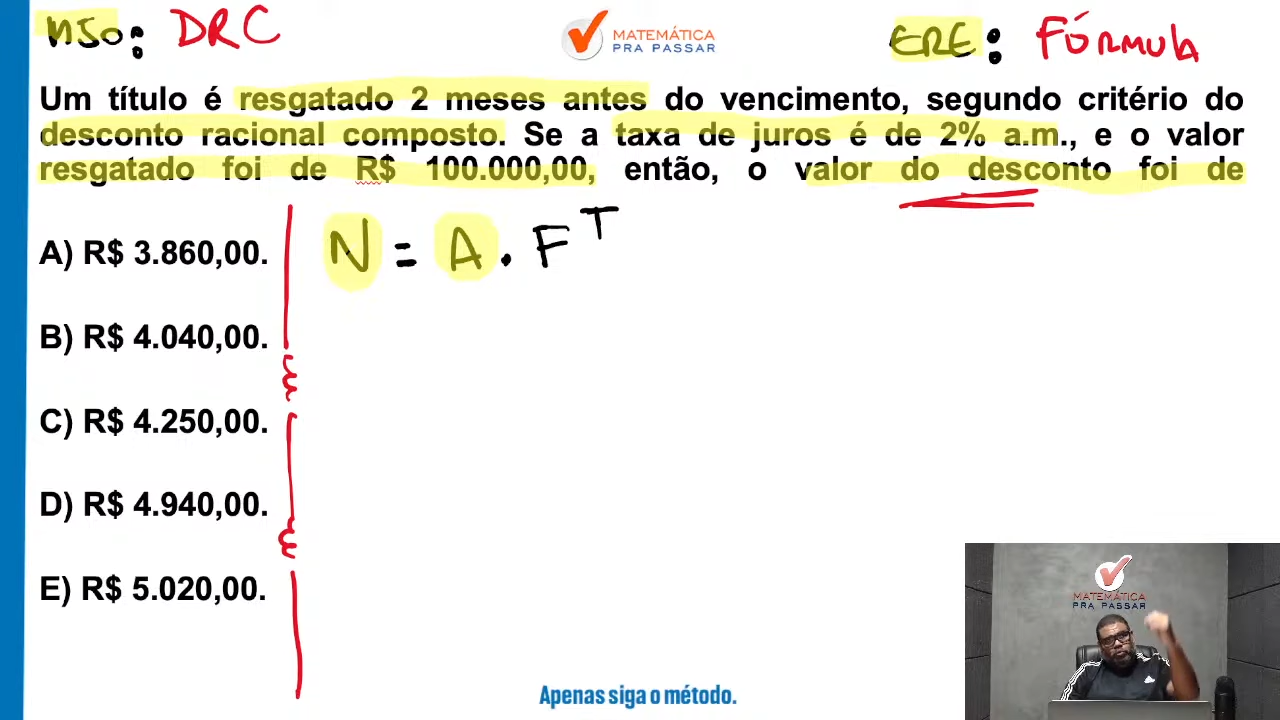 NSO: DRC
MATEMÁTICA
PRA PASSAR
ERE: FÓRMULA
Um título é resgatado 2 meses antes do vencimento, segundo critério do
desconto racional composto. Se a taxa de juros é de 2% a.m., e o valor
resgatado foi de R$ 100.000,00, então, o valor do desconto foi de
A) R$ 3.860,00.
N = A . F^T
B) R$ 4.040,00.
C) R$ 4.250,00.
D) R$ 4.940,00.
E) R$ 5.020,00.
MATEMÁTICA
PRA PASSAR
Apenas siga o método.